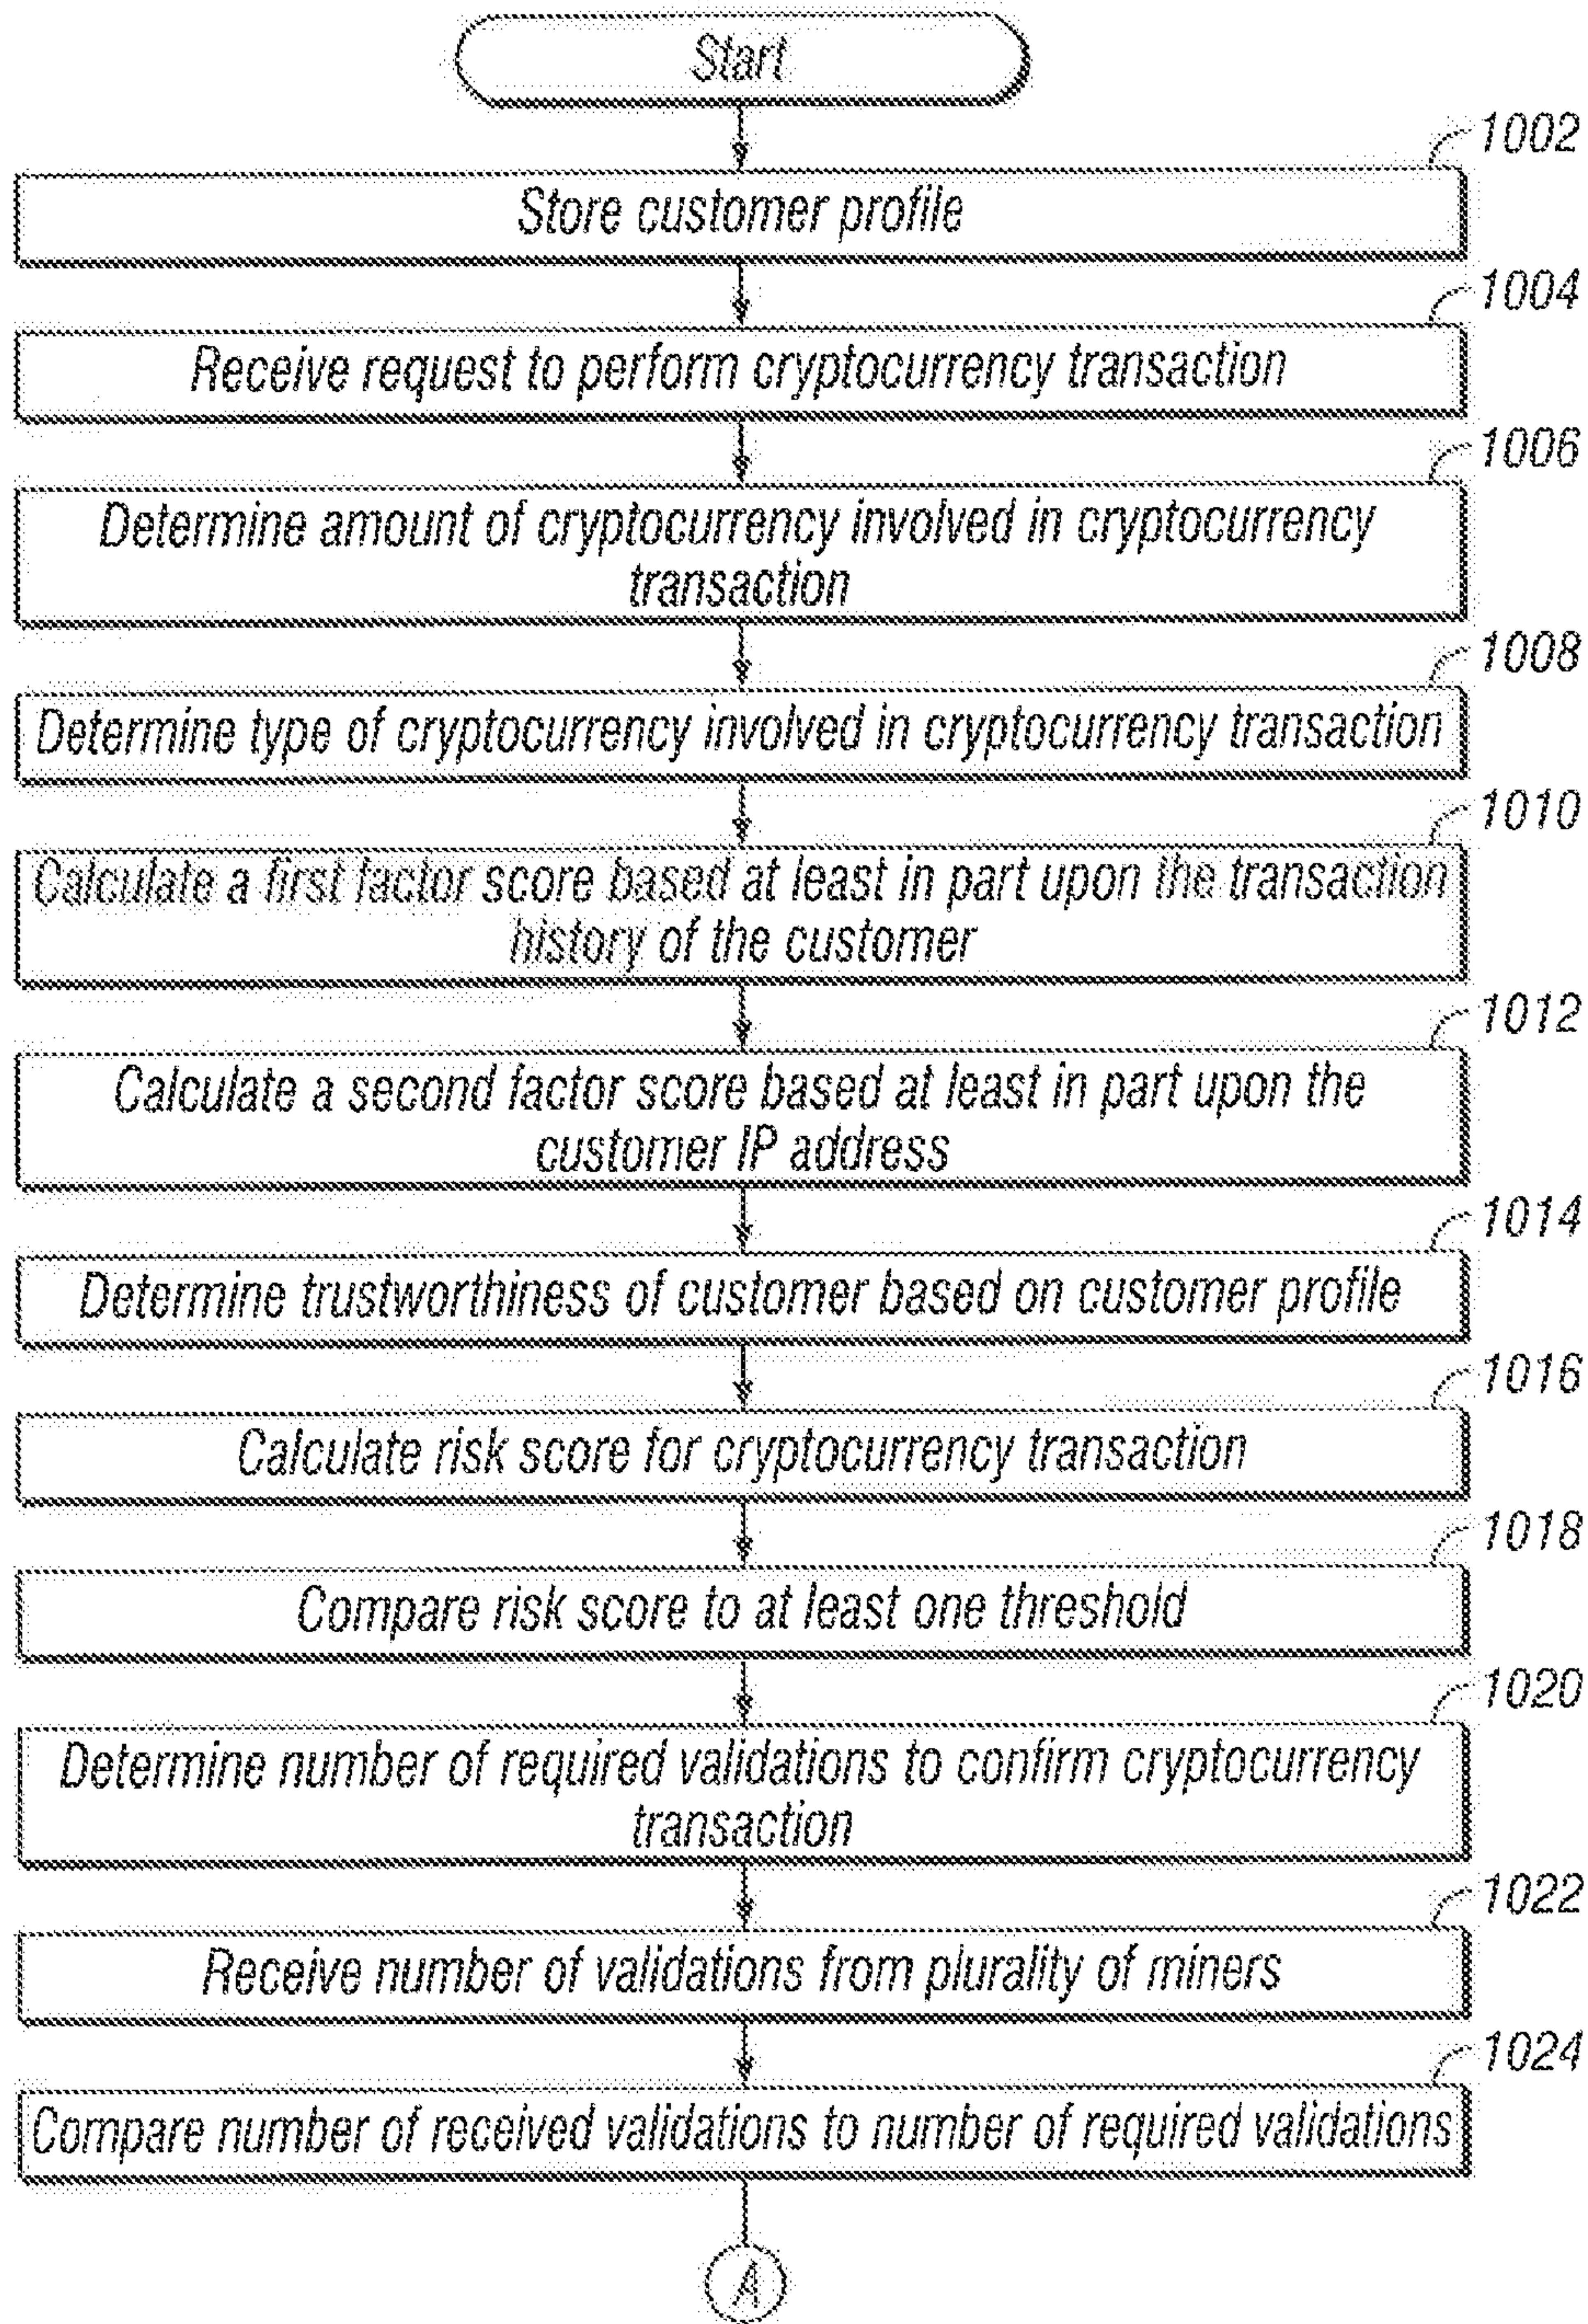 Start
1002
Store customer profile
1004
Receive request to perform cryptocurrency transaction
1006
Determine amount of cryptocurrency involved in cryptocurrency
transaction
1008
Determine type of cryptocurrency involved in cryptocurrency transaction
1010
Calculate a first factor score based at least in part upon the transaction
history of the customer
1012
Calculate a second factor score based at least in part upon the
customer IP address
1014
Determine trustworthiness of customer based on customer profile
1016
Calculate risk score for cryptocurrency transaction
1018
Compare risk score to at least one threshold
1020
Determine number of required validations to confirm cryptocurrency
transaction
1022
Receive number of validations from plurality of miners
1024
Compare number of received validations to number of required validations
A